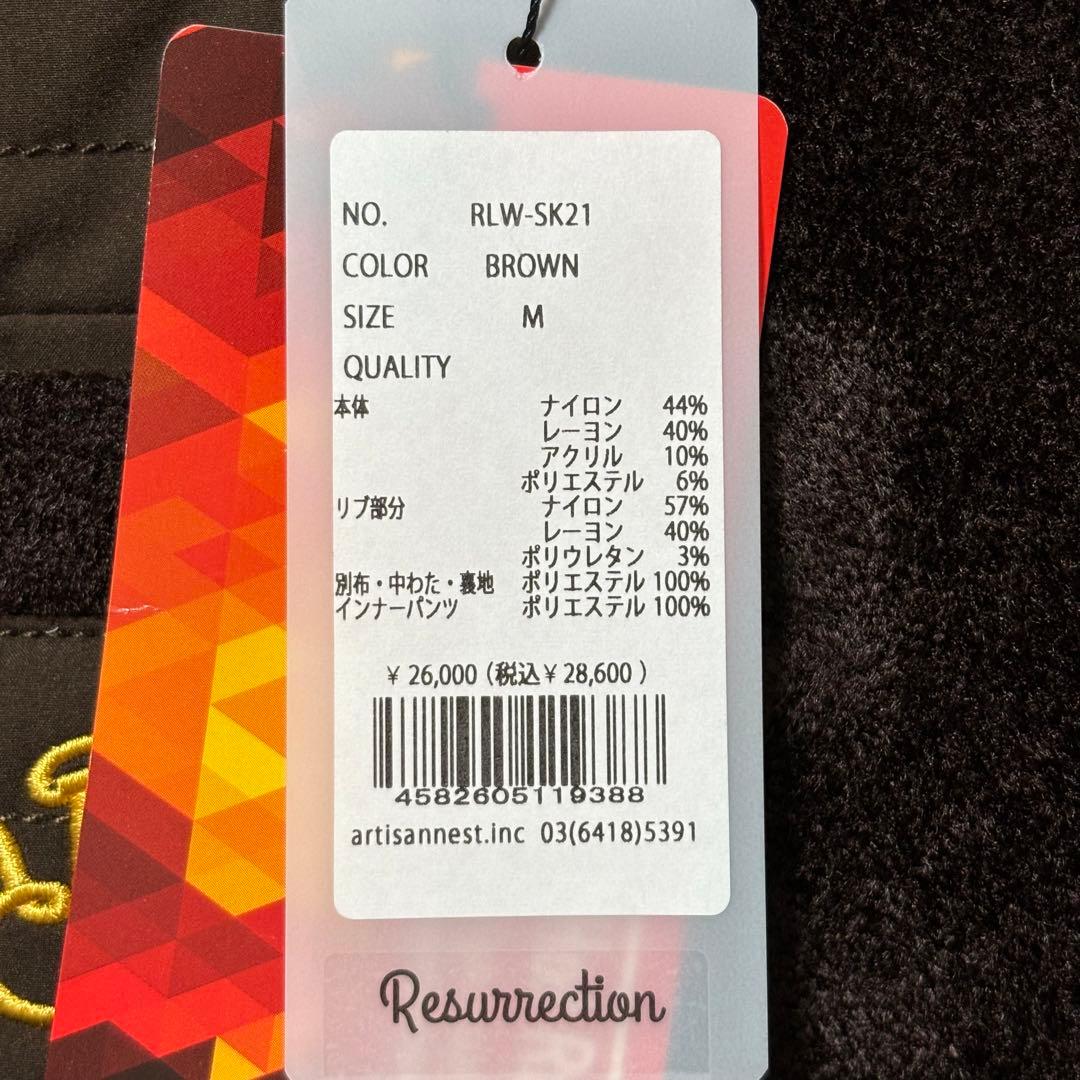 NO. RLW-SK21
COLOR BROWN
SIZE M
QUALITY
本体 ナイロン 44%
レーヨン 40%
アクリル 10%
ポリエステル 6%
リブ部分 ナイロン 57%
レーヨン 40%
ポリウレタン 3%
別布・中わた・裏地 ポリエステル 100%
インナーパンツ ポリエステル 100%
¥ 26,000 (税込¥ 28,600 )
4582605119388
artisannest.inc 03(6418)5391
Resurrection